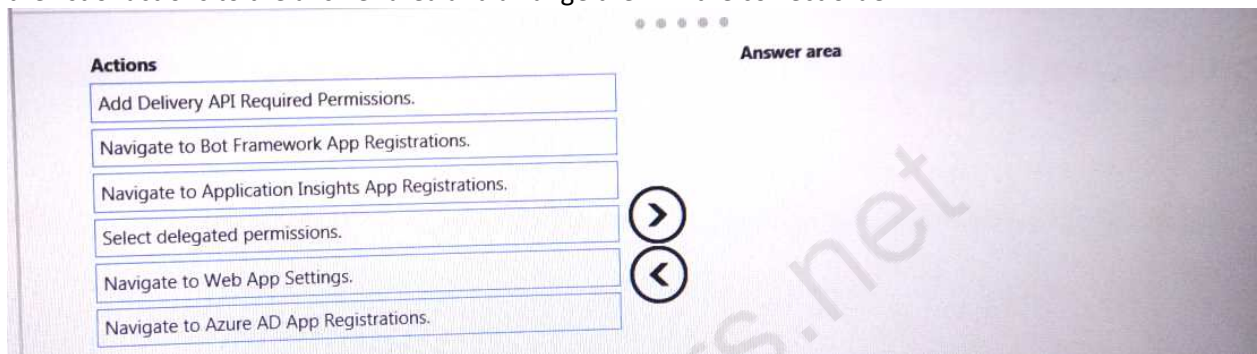 Actions
Answer area
Add Delivery API Required Permissions.
Navigate to Bot Framework App Registrations.
Navigate to Application Insights App Registrations.
Select delegated permissions.
Navigate to Web App Settings.
Navigate to Azure AD App Registrations.
s.net